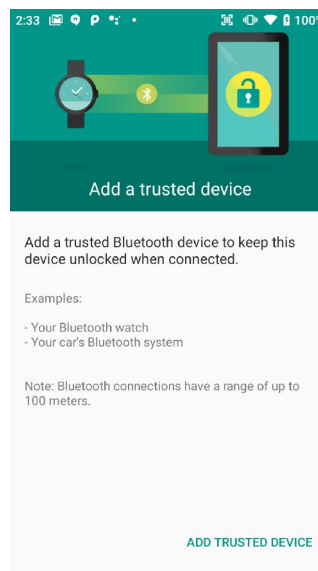 2:33 100%
Add a trusted device
Add a trusted Bluetooth device to keep this
device unlocked when connected.
Examples:
- Your Bluetooth watch
- Your car's Bluetooth system
Note: Bluetooth connections have a range of up to
100 meters.
ADD TRUSTED DEVICE